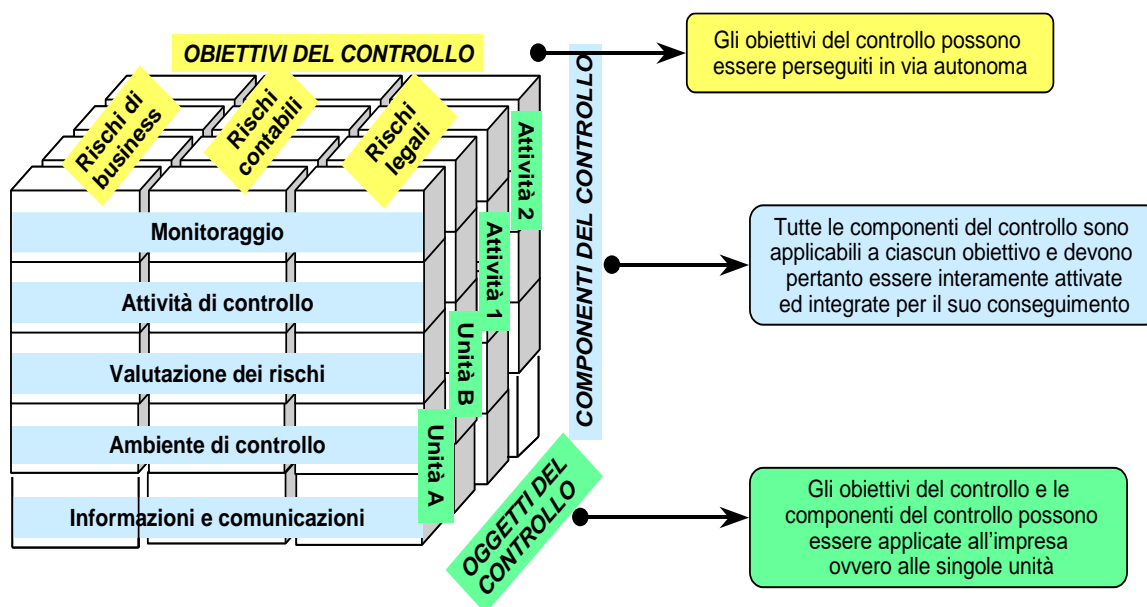 OBIETTIVI DEL CONTROLLO
Rischi di
business
Rischi
contabili
Rischi
legali
Monitoraggio
Attività di controllo
Valutazione dei rischi
Ambiente di controllo
Informazioni e comunicazioni
Unità A
Unità B
Attività 1
Attività 2
COMPONENTI DEL CONTROLLO
OGGETTI DEL
CONTROLLO
Gli obiettivi del controllo possono
essere perseguiti in via autonoma
Tutte le componenti del controllo sono
applicabili a ciascun obiettivo e devono
pertanto essere interamente attivate
ed integrate per il suo conseguimento
Gli obiettivi del controllo e le
componenti del controllo possono
essere applicate all’impresa
ovvero alle singole unità